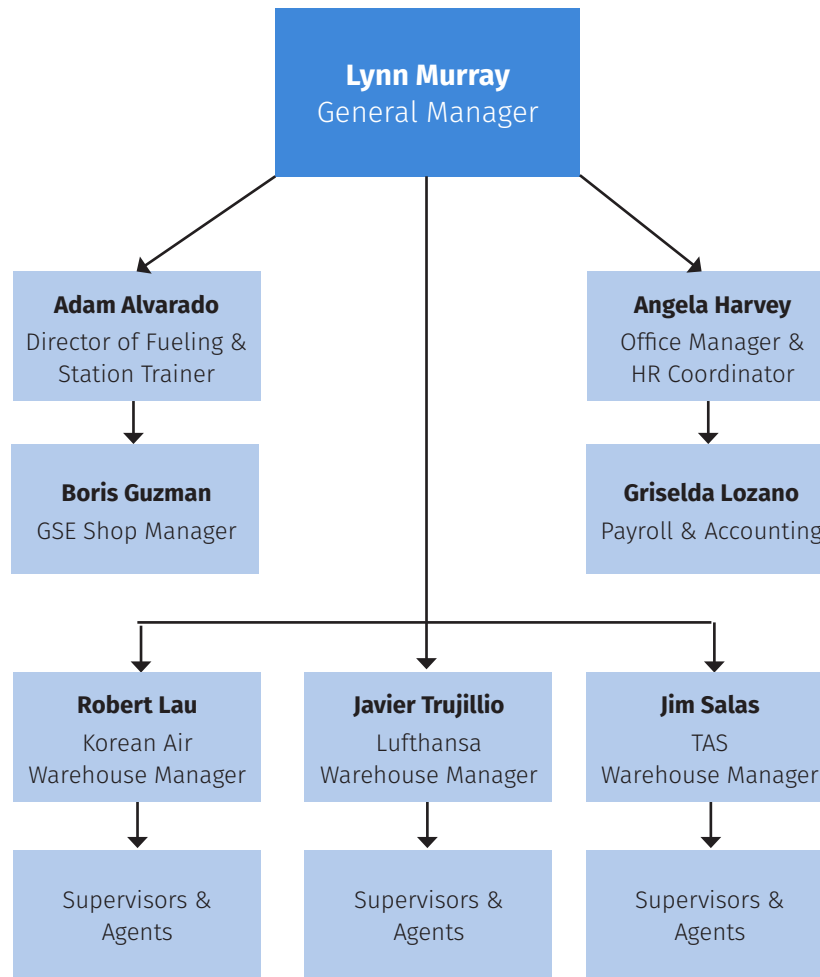 Lynn Murray
General Manager
Adam Alvarado
Director of Fueling &
Station Trainer
Angela Harvey
Office Manager &
HR Coordinator
Boris Guzman
GSE Shop Manager
Griselda Lozano
Payroll & Accounting
Robert Lau
Korean Air
Warehouse Manager
Javier Trujillio
Lufthansa
Warehouse Manager
Jim Salas
TAS
Warehouse Manager
Supervisors &
Agents
Supervisors &
Agents
Supervisors &
Agents